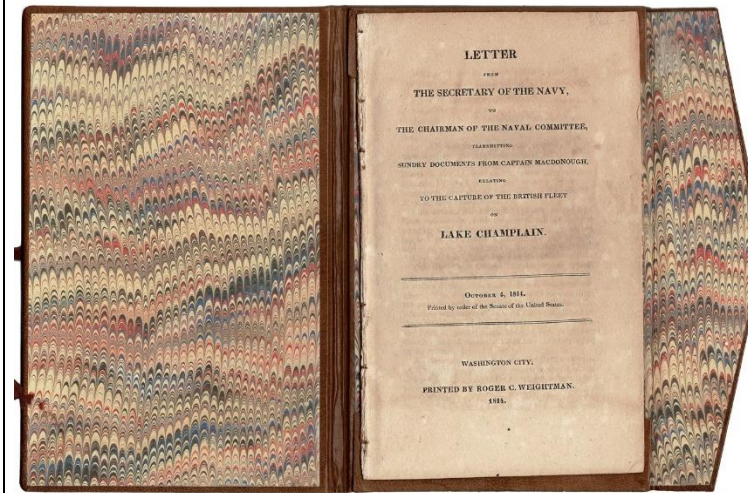 LETTER
FROM
THE SECRETARY OF THE NAVY,
TO
THE CHAIRMAN OF THE NAVAL COMMITTEE,
TRANSMITTING
SUNDRY DOCUMENTS FROM CAPTAIN MACDONOUGH,
RELATING
TO THE CAPTURE OF THE BRITISH FLEET
ON
LAKE CHAMPLAIN.
OCTOBER 4, 1814.
Printed by order of the Senate of the United States.
WASHINGTON CITY:
PRINTED BY ROGER C. WEIGHTMAN.
1814.